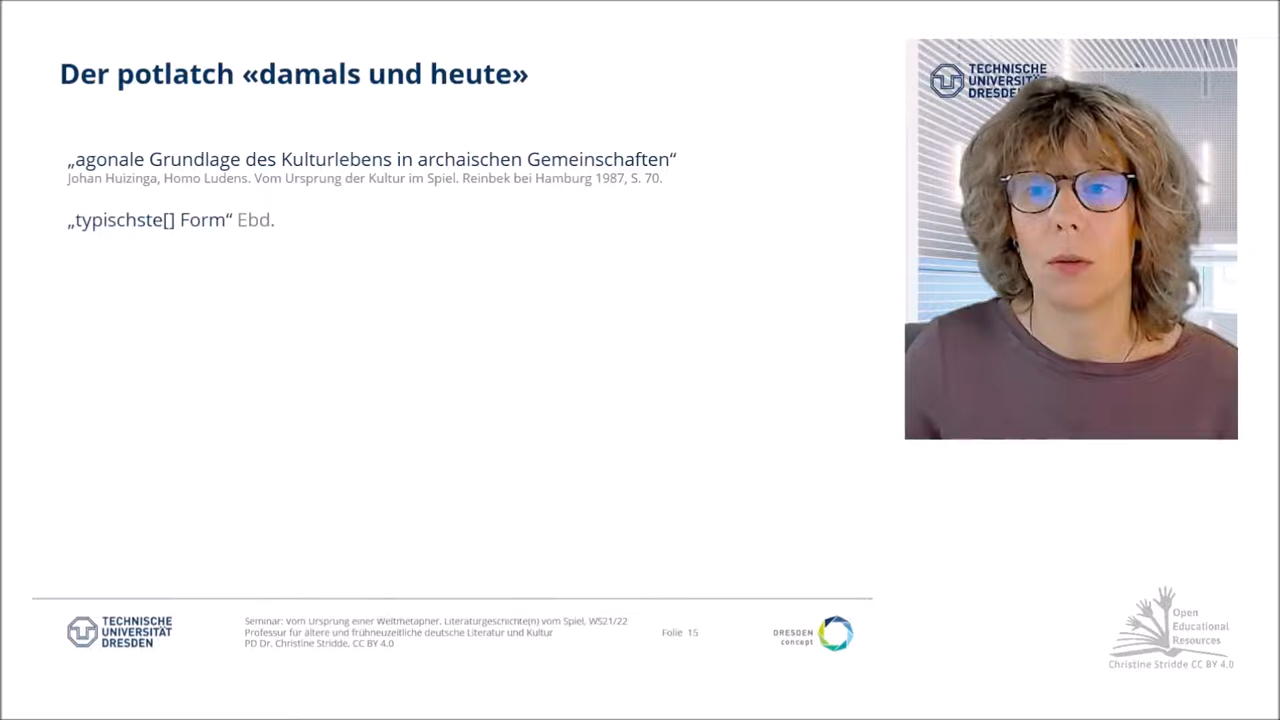 Der potlatch «damals und heute»
„agonale Grundlage des Kulturlebens in archaischen Gemeinschaften“
Johan Huizinga, Homo Ludens. Vom Ursprung der Kultur im Spiel. Reinbek bei Hamburg 1987, S. 70.
„typischste[] Form“ Ebd.
TECHNISCHE
UNIVERSITÄ
DRESDEN
TECHNISCHE
UNIVERSITÄT
DRESDEN
Seminar: Vom Ursprung einer Weltmetapher. Literaturgeschichte(n) vom Spiel, WS21/22
Professur für ältere und frühneuzeitliche deutsche Literatur und Kultur
PD Dr. Christine Stridde, CC BY 4.0
Folie 15
DRESDEN
concept
Open
Educational
Resources
Christine Stridde CC BY 4.0